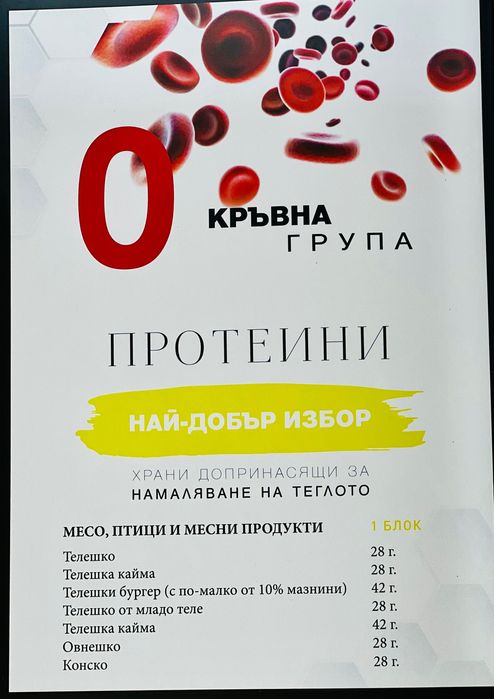 0
КРЪВНА
ГРУПА
ПРОТЕИНИ
НАЙ-ДОБЪР ИЗБОР
ХРАНИ ДОПРИНАСЯЩИ ЗА
НАМАЛЯВАНЕ НА ТЕГЛОТО
МЕСО, ПТИЦИ И МЕСНИ ПРОДУКТИ 1 БЛОК
Телешко 28 г.
Телешка кайма 28 г.
Телешки бургер (с по-малко от 10% мазнини) 42 г.
Телешко от младо теле 28 г.
Телешка кайма 42 г.
Овнешко 28 г.
Конско 28 г.